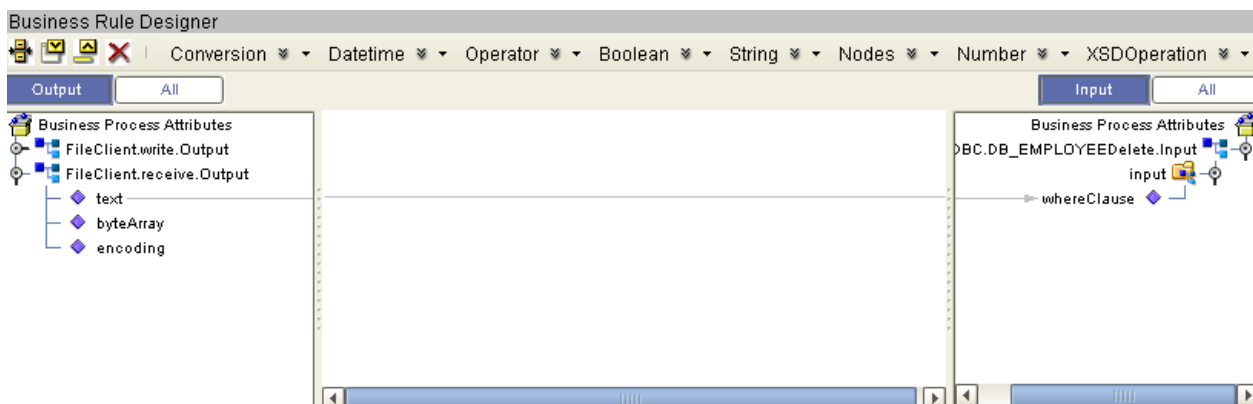 Business Rule Designer
Conversion Datetime Operator Boolean String Nodes Number XSDOperation
Output All Input All
Business Process Attributes Business Process Attributes
FileClient.write.Output DBC.DB_EMPLOYEEDelete.Input
FileClient.receive.Output input
text whereClause
byteArray
encoding